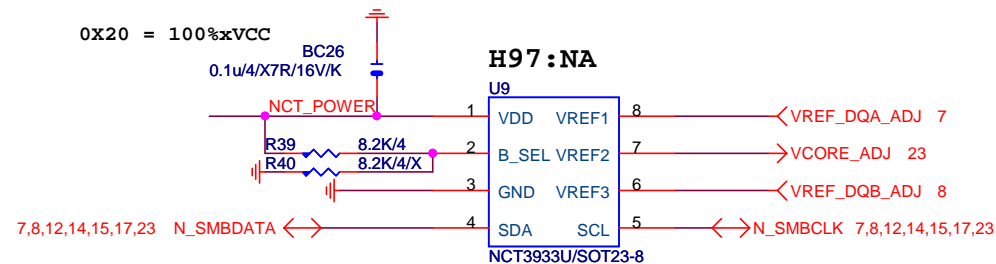 0X20 = 100%xVCC
BC26
0.1u/4/X7R/16V/K
H97:NA
U9
NCT_POWER
1 VDD VREF1 8 VREF_DQA_ADJ 7
R39 8.2K/4
2 B_SEL VREF2 7 VCORE_ADJ 23
R40 8.2K/4/X
3 GND VREF3 6 VREF_DQB_ADJ 8
7,8,12,14,15,17,23 N_SMBDATA 4 SDA SCL 5 N_SMBCLK 7,8,12,14,15,17,23
NCT3933U/SOT23-8